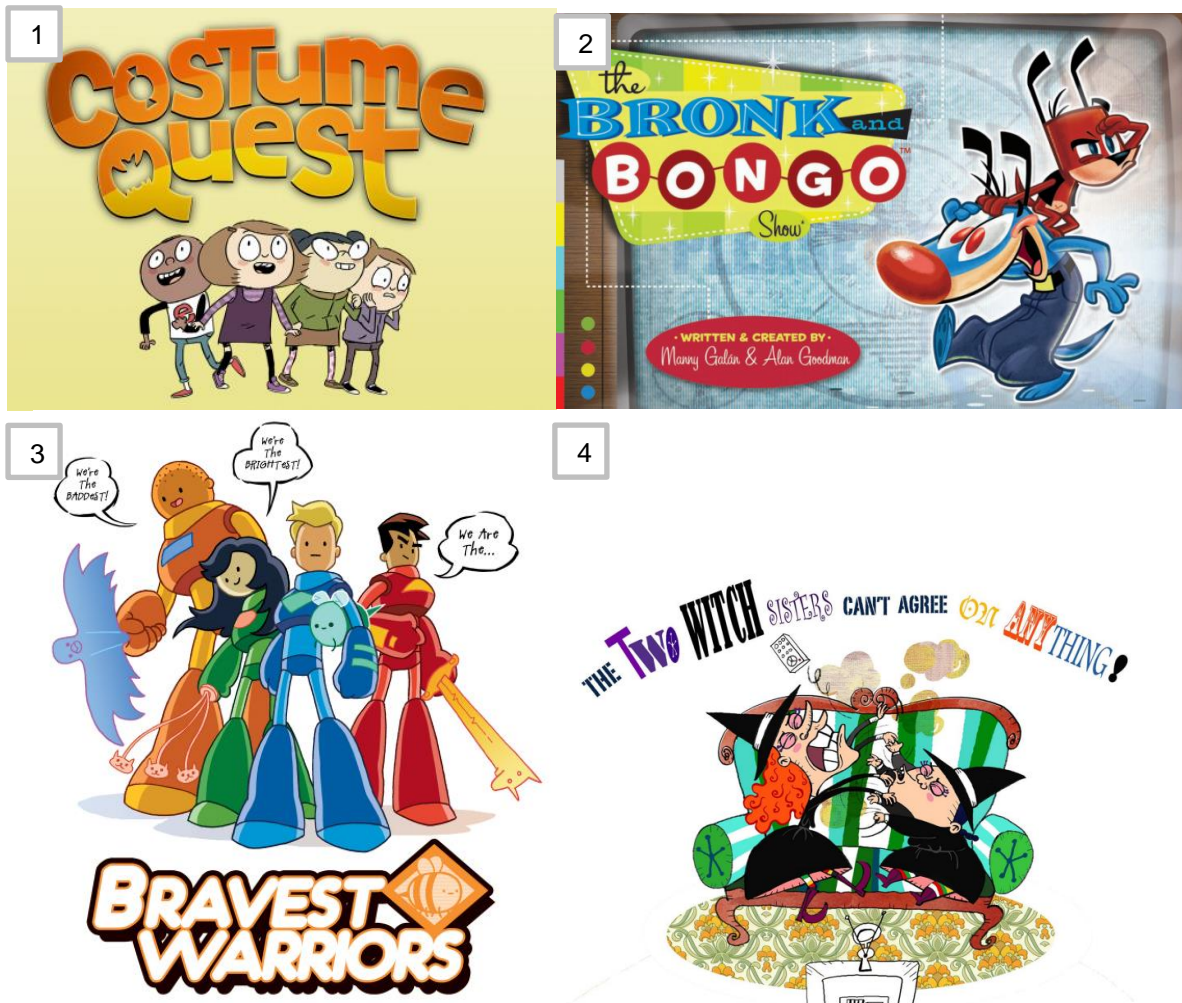 1
COSTUME
QUEST
2
the
BRONK and
BONGO™
Show
• WRITTEN & CREATED BY •
Manny Galán & Alan Goodman
3
We're
The
BADDEST!
We're
The
BRIGHTEST!
We Are
The...
BRAVEST
WARRIORS
4
THE TWO WITCH SISTERS CAN'T AGREE ON ANYTHING!